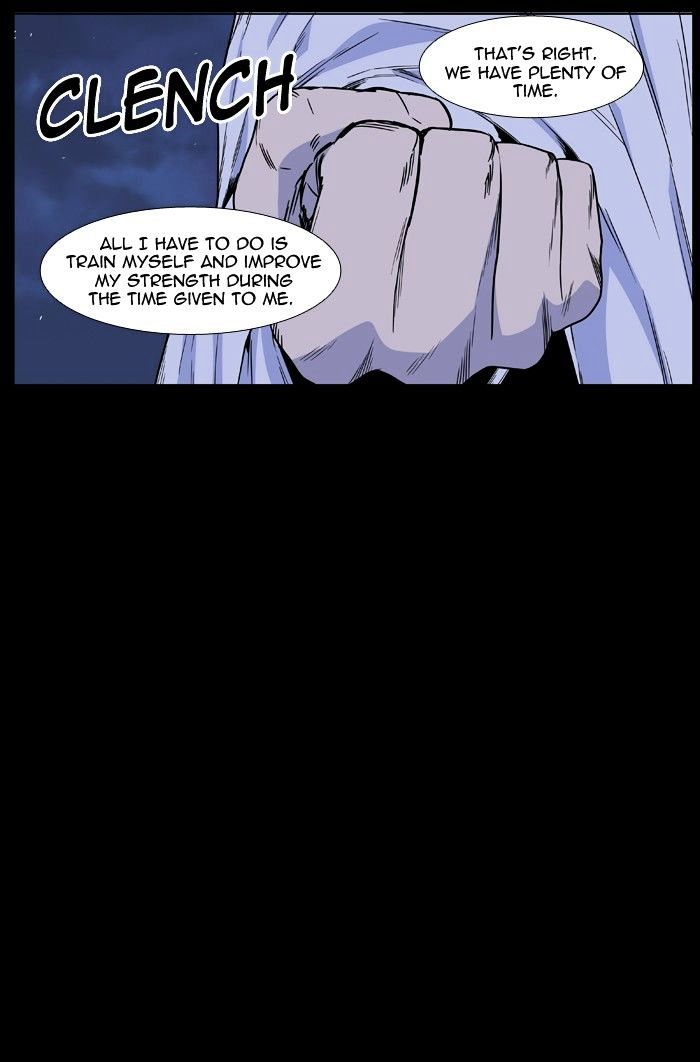 CLENCH
THAT'S RIGHT.
WE HAVE PLENTY OF
TIME.
ALL I HAVE TO DO IS
TRAIN MYSELF AND IMPROVE
MY STRENGTH DURING
THE TIME GIVEN TO ME.